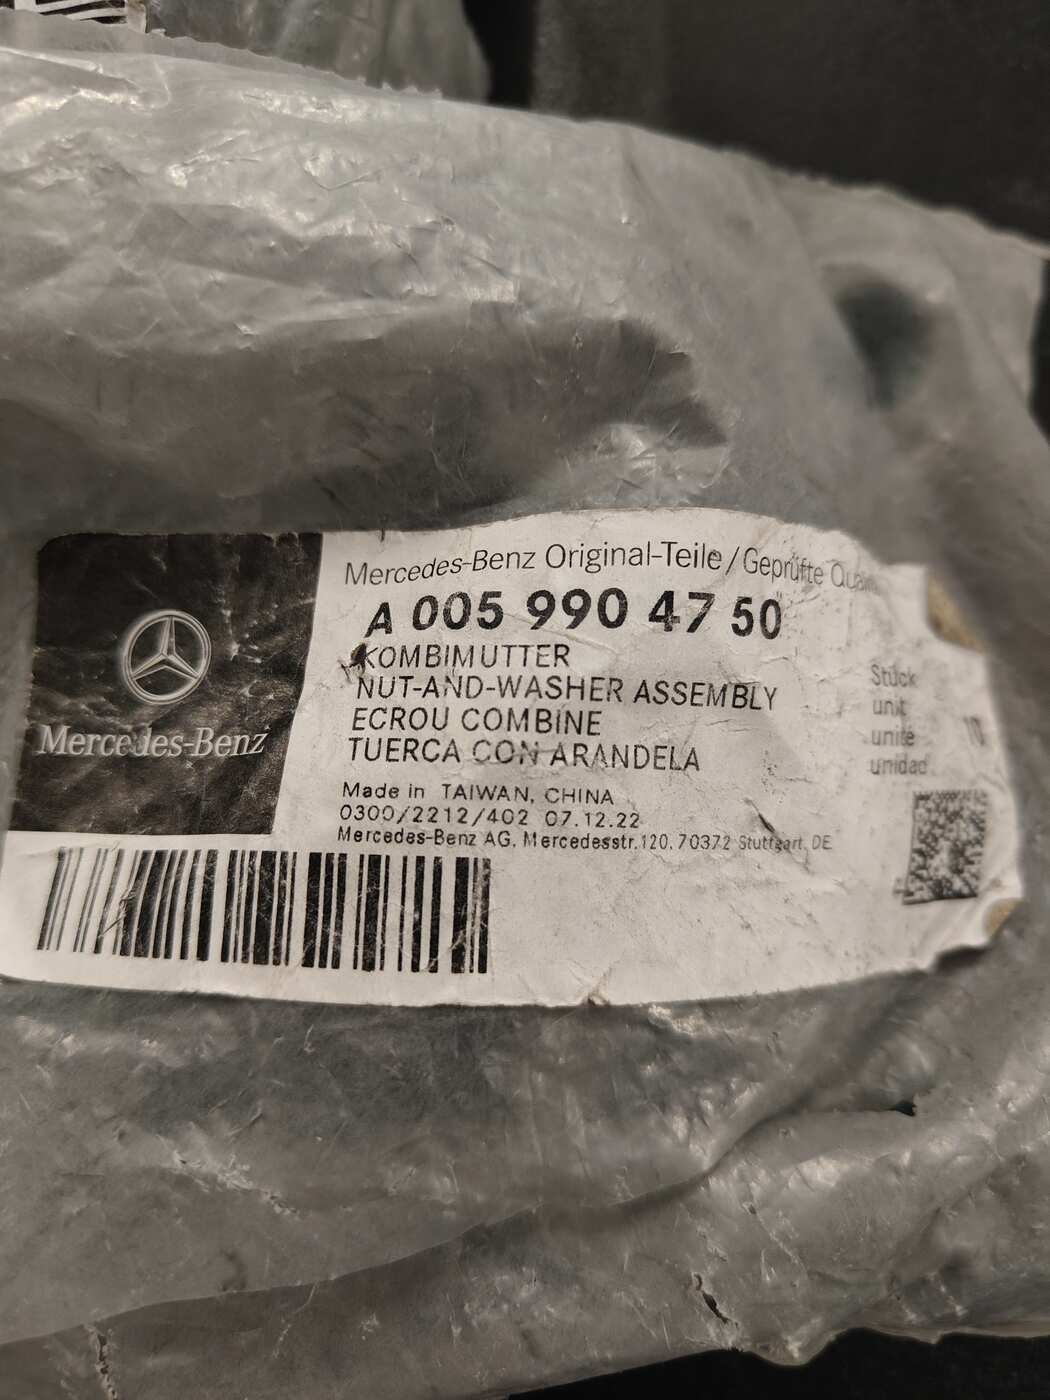 Mercedes-Benz Original-Teile/Geprüfte
A 005 990 47 50
KOMBIMUTTER
NUT-AND-WASHER ASSEMBLY
ECROU COMBINE
TUERCA CON ARANDELA
Stück
unit
unité
unidad
10
Made in TAIWAN, CHINA
0300/2212/402 07.12.22
Mercedes-Benz AG, Mercedesstr.120, 70372 Stuttgart, DE
Mercedes-Benz